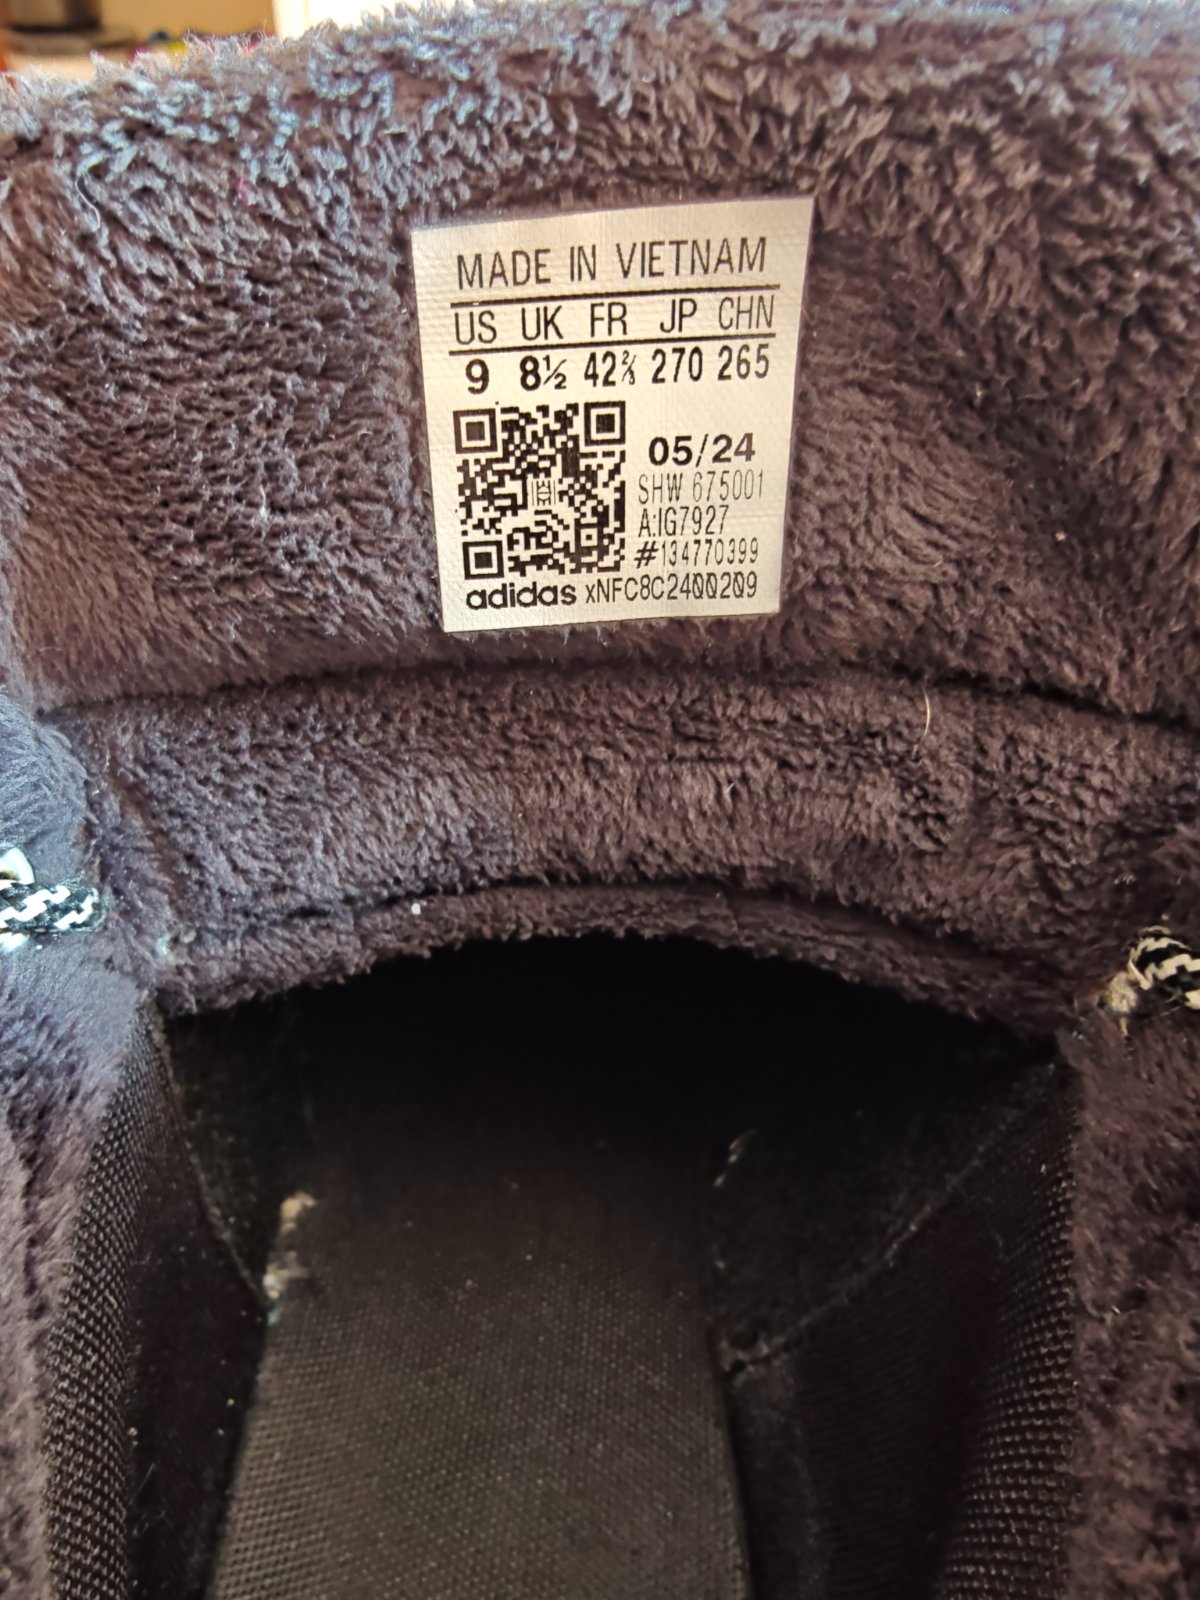 MADE IN VIETNAM
US UK FR JP CHN
9 8½ 42⅔ 270 265
05/24
SHW 675001
A:IG7927
#134770399
adidas xNFC8C2400209